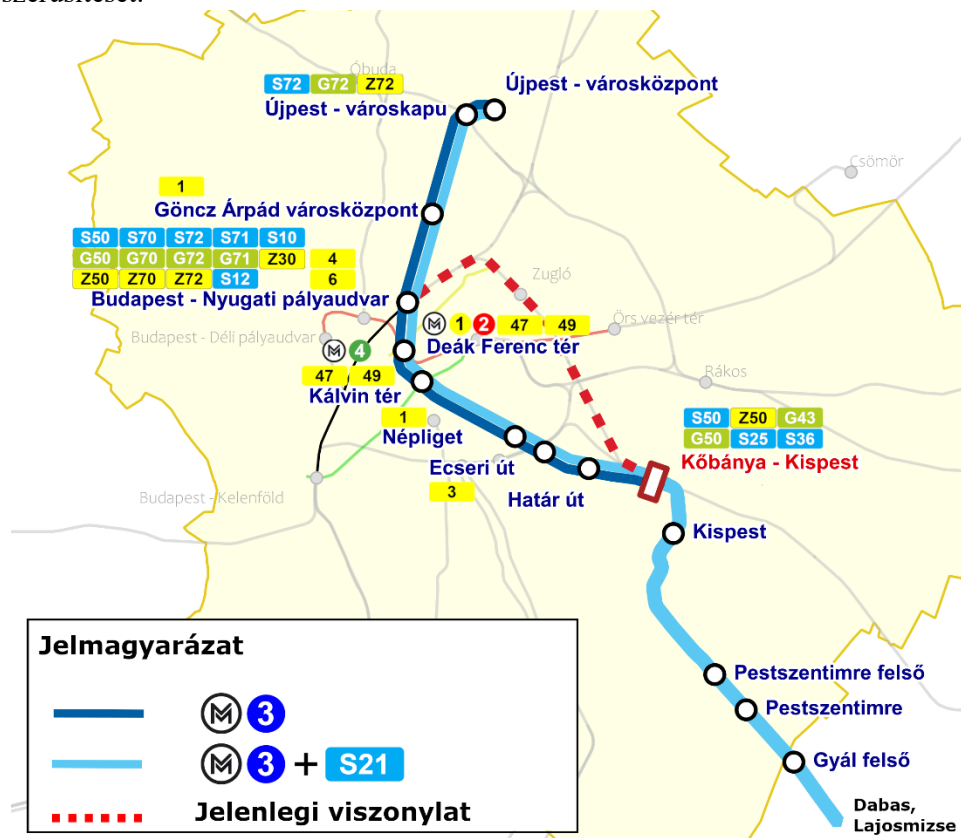 szerűsítését.
Óbuda
S72 G72 Z72
Újpest - városkapu
Újpest - városközpont
Csömör
1
Göncz Árpád városközpont
S50 S70 S72 S71 S10
G50 G70 G72 G71 Z30 4
Z50 Z70 Z72 S12 6
Budapest - Nyugati pályaudvar
Zugló
Örs vezér tere
Budapest - Déli pályaudvar
M 1 2 47 49
Deák Ferenc tér
M 4
47 49
Kálvin tér
Rákos
1
Népliget
S50 Z50 G43
G50 S25 S36
Kőbánya - Kispest
Ecseri út
3
Határ út
Budapest - Kelenföld
Kispest
Pestszentimre felső
Pestszentimre
Gyál felső
Dabas,
Lajosmizse
Jelmagyarázat
M 3
M 3 + S21
Jelenlegi viszonylat